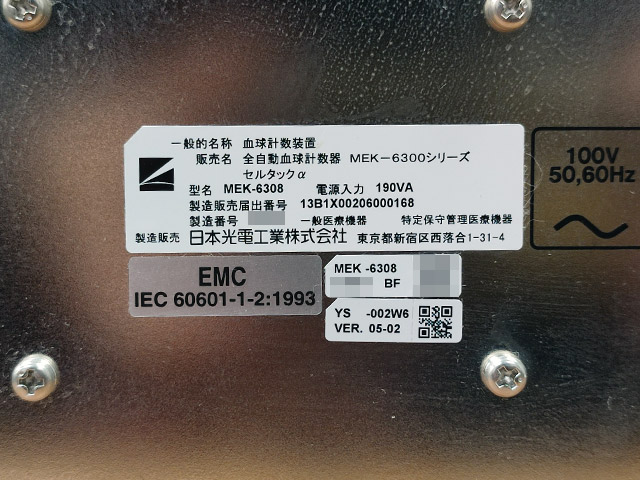 一般的名称 血球計数装置
販売名 全自動血球計数器 MEK-6300シリーズ
セルタックα
型名 MEK-6308 電源入力 190VA
製造販売届出番号 13B1X00206000168
製造番号 一般医療機器 特定保守管理医療機器
製造販売 日本光電工業株式会社 東京都新宿区西落合1-31-4
100V
50,60Hz
EMC
IEC 60601-1-2:1993
MEK -6308
BF
YS -002W6
VER. 05-02